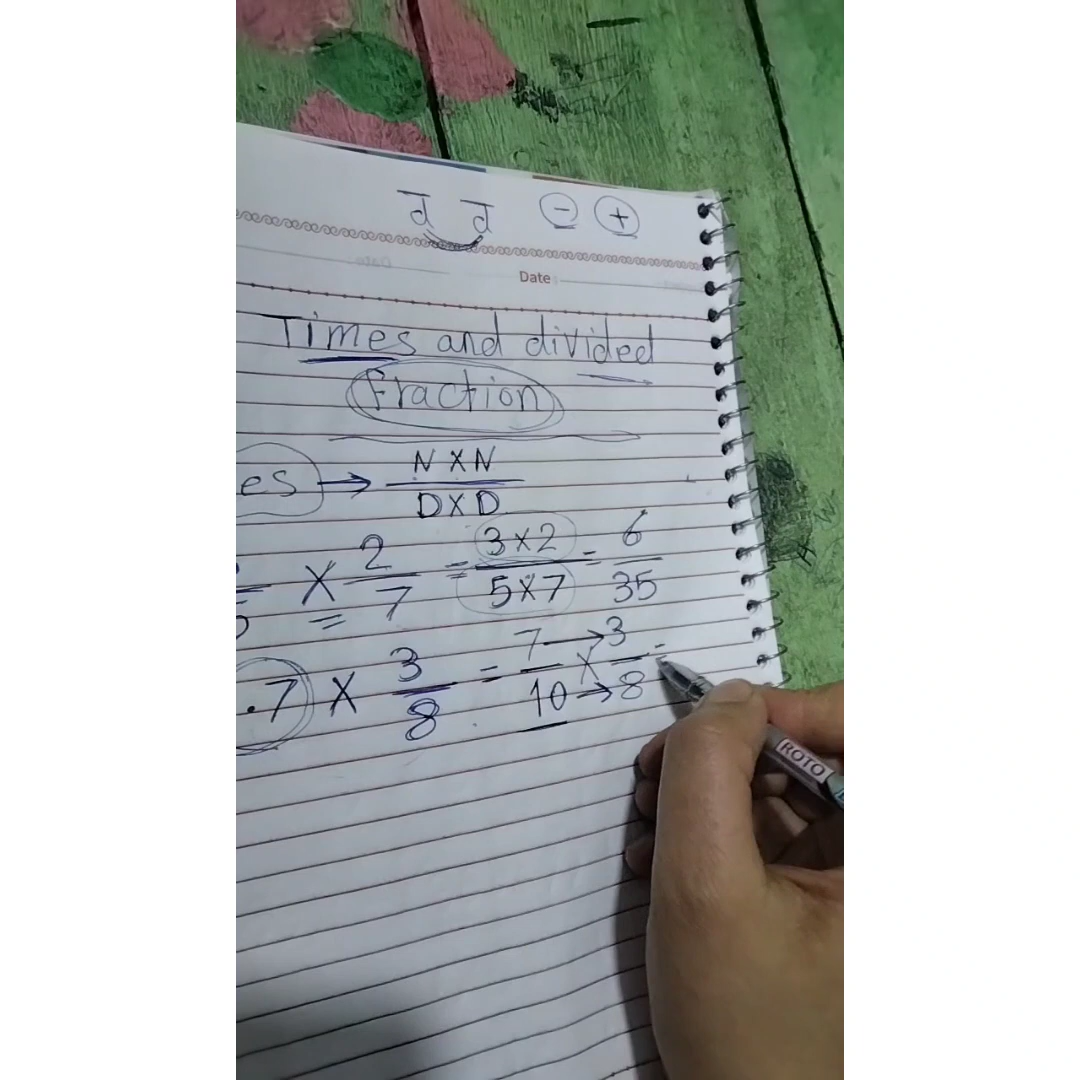 ट ट - +
Date
Times and divided
fraction
es → N X N / D X D
X 2/7 = 3 X 2 / 5 X 7 = 6/35
.7 X 3/8 = 7/10 → X → 3/8 =
ROTO